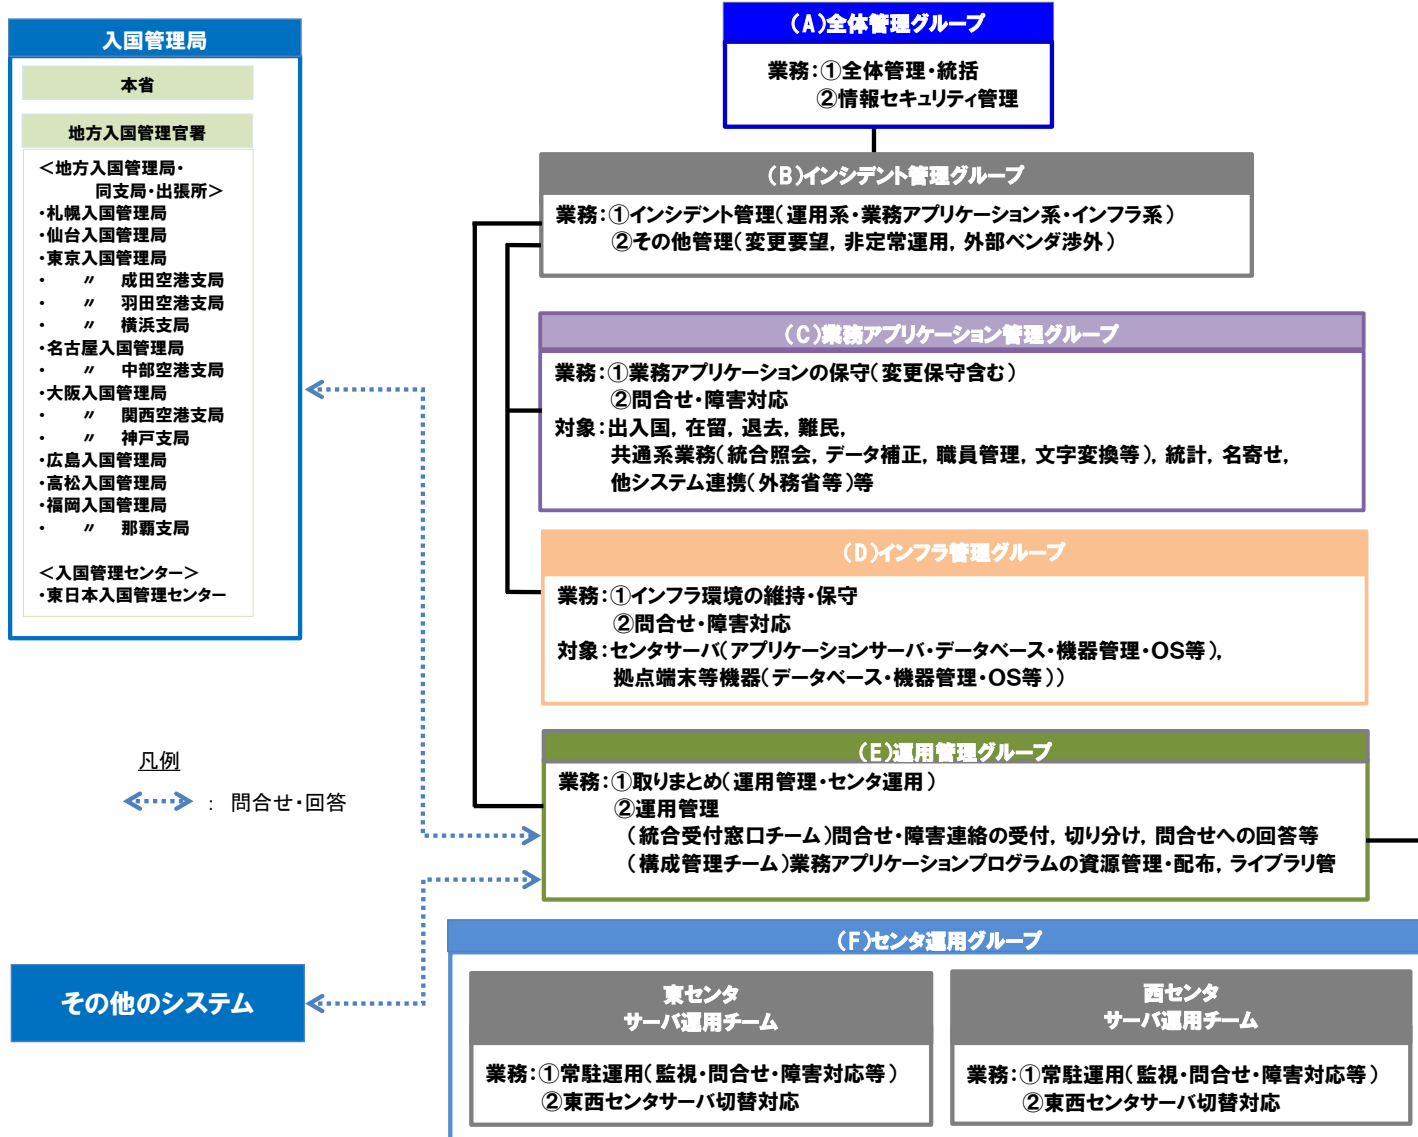 入国管理局
本省
地方入国管理官署
＜地方入国管理局・
同支局・出張所＞
・札幌入国管理局
・仙台入国管理局
・東京入国管理局
・　　〃　成田空港支局
・　　〃　羽田空港支局
・　　〃　横浜支局
・名古屋入国管理局
・　　〃　中部空港支局
・大阪入国管理局
・　　〃　関西空港支局
・　　〃　神戸支局
・広島入国管理局
・高松入国管理局
・福岡入国管理局
・　　〃　那覇支局
＜入国管理センター＞
・東日本入国管理センター
凡例
：　問合せ・回答
その他のシステム
（A）全体管理グループ
業務：①全体管理・統括
②情報セキュリティ管理
（B）インシデント管理グループ
業務：①インシデント管理（運用系・業務アプリケーション系・インフラ系）
②その他管理（変更要望，非定常運用，外部ベンダ渉外）
（C）業務アプリケーション管理グループ
業務：①業務アプリケーションの保守（変更保守含む）
②問合せ・障害対応
対象：出入国，在留，退去，難民，
共通系業務（統合照会，データ補正，職員管理，文字変換等），統計，名寄せ，
他システム連携（外務省等）等
（D）インフラ管理グループ
業務：①インフラ環境の維持・保守
②問合せ・障害対応
対象：センタサーバ（アプリケーションサーバ・データベース・機器管理・OS等），
拠点端末等機器（データベース・機器管理・OS等））
（E）運用管理グループ
業務：①取りまとめ（運用管理・センタ運用）
②運用管理
（統合受付窓口チーム）問合せ・障害連絡の受付，切り分け，問合せへの回答等
（構成管理チーム）業務アプリケーションプログラムの資源管理・配布，ライブラリ管
（F）センタ運用グループ
東センタ
サーバ運用チーム
業務：①常駐運用（監視・問合せ・障害対応等）
②東西センタサーバ切替対応
西センタ
サーバ運用チーム
業務：①常駐運用（監視・問合せ・障害対応等）
②東西センタサーバ切替対応